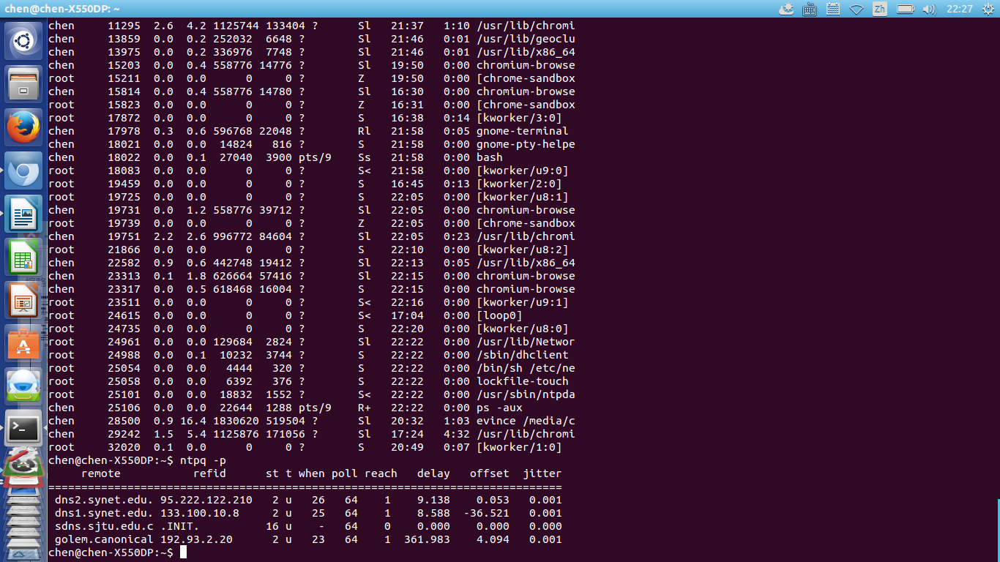 chen@chen-X550DP: ~
Zh
22:27
chen     11295  2.6  4.2 1125744 133404 ?      Sl   21:37   1:10 /usr/lib/chromi
chen     13859  0.0  0.2 252032  6648 ?        Sl   21:46   0:01 /usr/lib/geoclu
chen     13975  0.0  0.2 336976  7748 ?        Sl   21:46   0:01 /usr/lib/x86_64
chen     15203  0.0  0.4 558776 14776 ?        Sl   19:50   0:00 chromium-browse
root     15211  0.0  0.0      0     0 ?        Z    19:50   0:00 [chrome-sandbox
chen     15814  0.0  0.4 558776 14780 ?        Sl   16:30   0:00 chromium-browse
root     15823  0.0  0.0      0     0 ?        Z    16:31   0:00 [chrome-sandbox
root     17872  0.0  0.0      0     0 ?        S    16:38   0:14 [kworker/3:0]
chen     17978  0.3  0.6 596768 22048 ?        Rl   21:58   0:05 gnome-terminal
chen     18021  0.0  0.0  14824   816 ?        S    21:58   0:00 gnome-pty-helpe
chen     18022  0.0  0.1  27040  3900 pts/9    Ss   21:58   0:00 bash
root     18083  0.0  0.0      0     0 ?        S<   21:58   0:00 [kworker/u9:0]
root     19459  0.0  0.0      0     0 ?        S    16:45   0:13 [kworker/2:0]
root     19725  0.0  0.0      0     0 ?        S    22:05   0:00 [kworker/u8:1]
chen     19731  0.0  1.2 558776 39712 ?        Sl   22:05   0:00 chromium-browse
root     19739  0.0  0.0      0     0 ?        Z    22:05   0:00 [chrome-sandbox
chen     19751  2.2  2.6 996772 84604 ?        Sl   22:05   0:23 /usr/lib/chromi
root     21866  0.0  0.0      0     0 ?        S    22:10   0:00 [kworker/u8:2]
chen     22582  0.9  0.6 442748 19412 ?        Sl   22:13   0:05 /usr/lib/x86_64
chen     23313  0.1  1.8 626664 57416 ?        Sl   22:15   0:00 chromium-browse
chen     23317  0.0  0.5 618468 16004 ?        S    22:15   0:00 chromium-browse
root     23511  0.0  0.0      0     0 ?        S<   22:16   0:00 [kworker/u9:1]
root     24615  0.0  0.0      0     0 ?        S<   17:04   0:00 [loop0]
root     24735  0.0  0.0      0     0 ?        S    22:20   0:00 [kworker/u8:0]
root     24961  0.0  0.0 129684  2824 ?        Sl   22:22   0:00 /usr/lib/Networ
root     24988  0.0  0.1  10232  3744 ?        S    22:22   0:00 /sbin/dhclient
root     25054  0.0  0.0   4444   320 ?        S    22:22   0:00 /bin/sh /etc/ne
root     25058  0.0  0.0   6392   376 ?        S    22:22   0:00 lockfile-touch
root     25101  0.0  0.0  18832  1552 ?        S<   22:22   0:00 /usr/sbin/ntpda
chen     25106  0.0  0.0  22644  1288 pts/9    R+   22:22   0:00 ps -aux
chen     28500  0.9 16.4 1830620 519504 ?      Sl   20:32   1:03 evince /media/c
chen     29242  1.5  5.4 1125876 171056 ?      Sl   17:24   4:32 /usr/lib/chromi
root     32020  0.1  0.0      0     0 ?        S    20:49   0:07 [kworker/1:0]
chen@chen-X550DP:~$ ntpq -p
     remote           refid      st t when poll reach   delay   offset  jitter
==============================================================================
 dns2.synet.edu. 95.222.122.210   2 u   26   64    1    9.138    0.053   0.001
 dns1.synet.edu. 133.100.10.8     2 u   25   64    1    8.588  -36.521   0.001
 sdns.sjtu.edu.c .INIT.          16 u    -   64    0    0.000    0.000   0.000
 golem.canonical 192.93.2.20      2 u   23   64    1  361.983    4.094   0.001
chen@chen-X550DP:~$